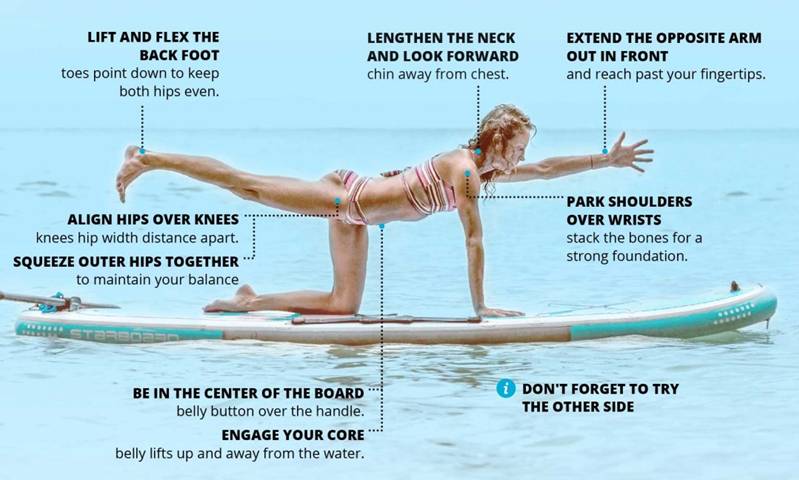 LIFT AND FLEX THE
BACK FOOT
toes point down to keep
both hips even.
LENGTHEN THE NECK
AND LOOK FORWARD
chin away from chest.
EXTEND THE OPPOSITE ARM
OUT IN FRONT
and reach past your fingertips.
ALIGN HIPS OVER KNEES
knees hip width distance apart.
SQUEEZE OUTER HIPS TOGETHER
to maintain your balance
PARK SHOULDERS
OVER WRISTS
stack the bones for a
strong foundation.
STARBOARD
BE IN THE CENTER OF THE BOARD
belly button over the handle.
ENGAGE YOUR CORE
belly lifts up and away from the water.
i DON'T FORGET TO TRY
THE OTHER SIDE